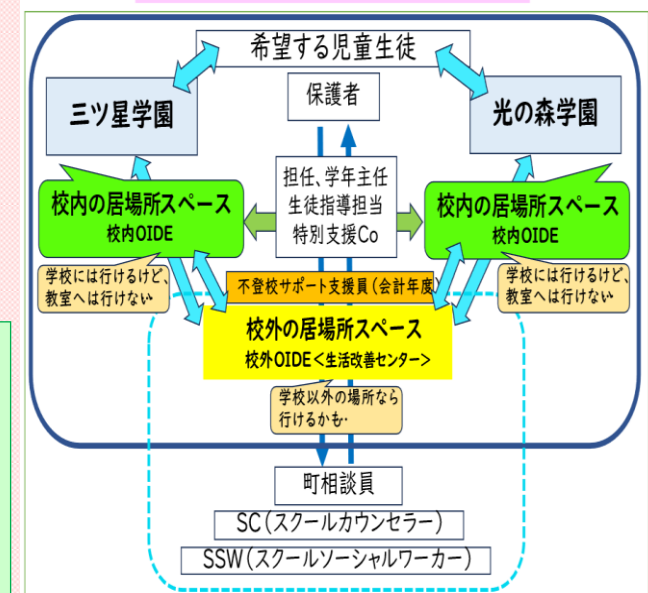 希望する児童生徒
三ツ星学園
保護者
光の森学園
校内の居場所スペース
校内OIDE
担任、学年主任
生徒指導担当
特別支援Co
校内の居場所スペース
校内OIDE
学校には行けるけど、
教室へは行けない
学校には行けるけど、
教室へは行けない
不登校サポート支援員(会計年度)
校外の居場所スペース
校外OIDE<生活改善センター>
学校以外の場所なら
行けるかも・
町相談員
SC(スクールカウンセラー)
SSW(スクールソーシャルワーカー)